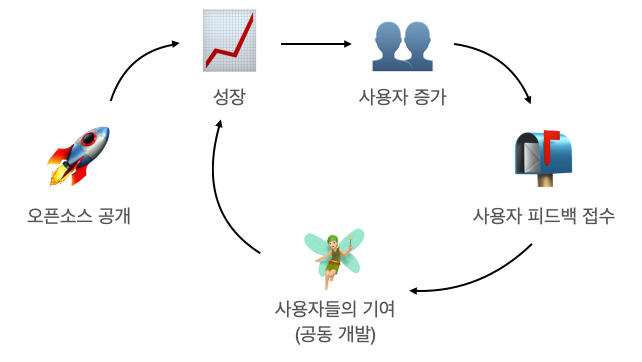 성장
사용자 증가
오픈소스 공개
사용자 피드백 접수
사용자들의 기여
(공동 개발)